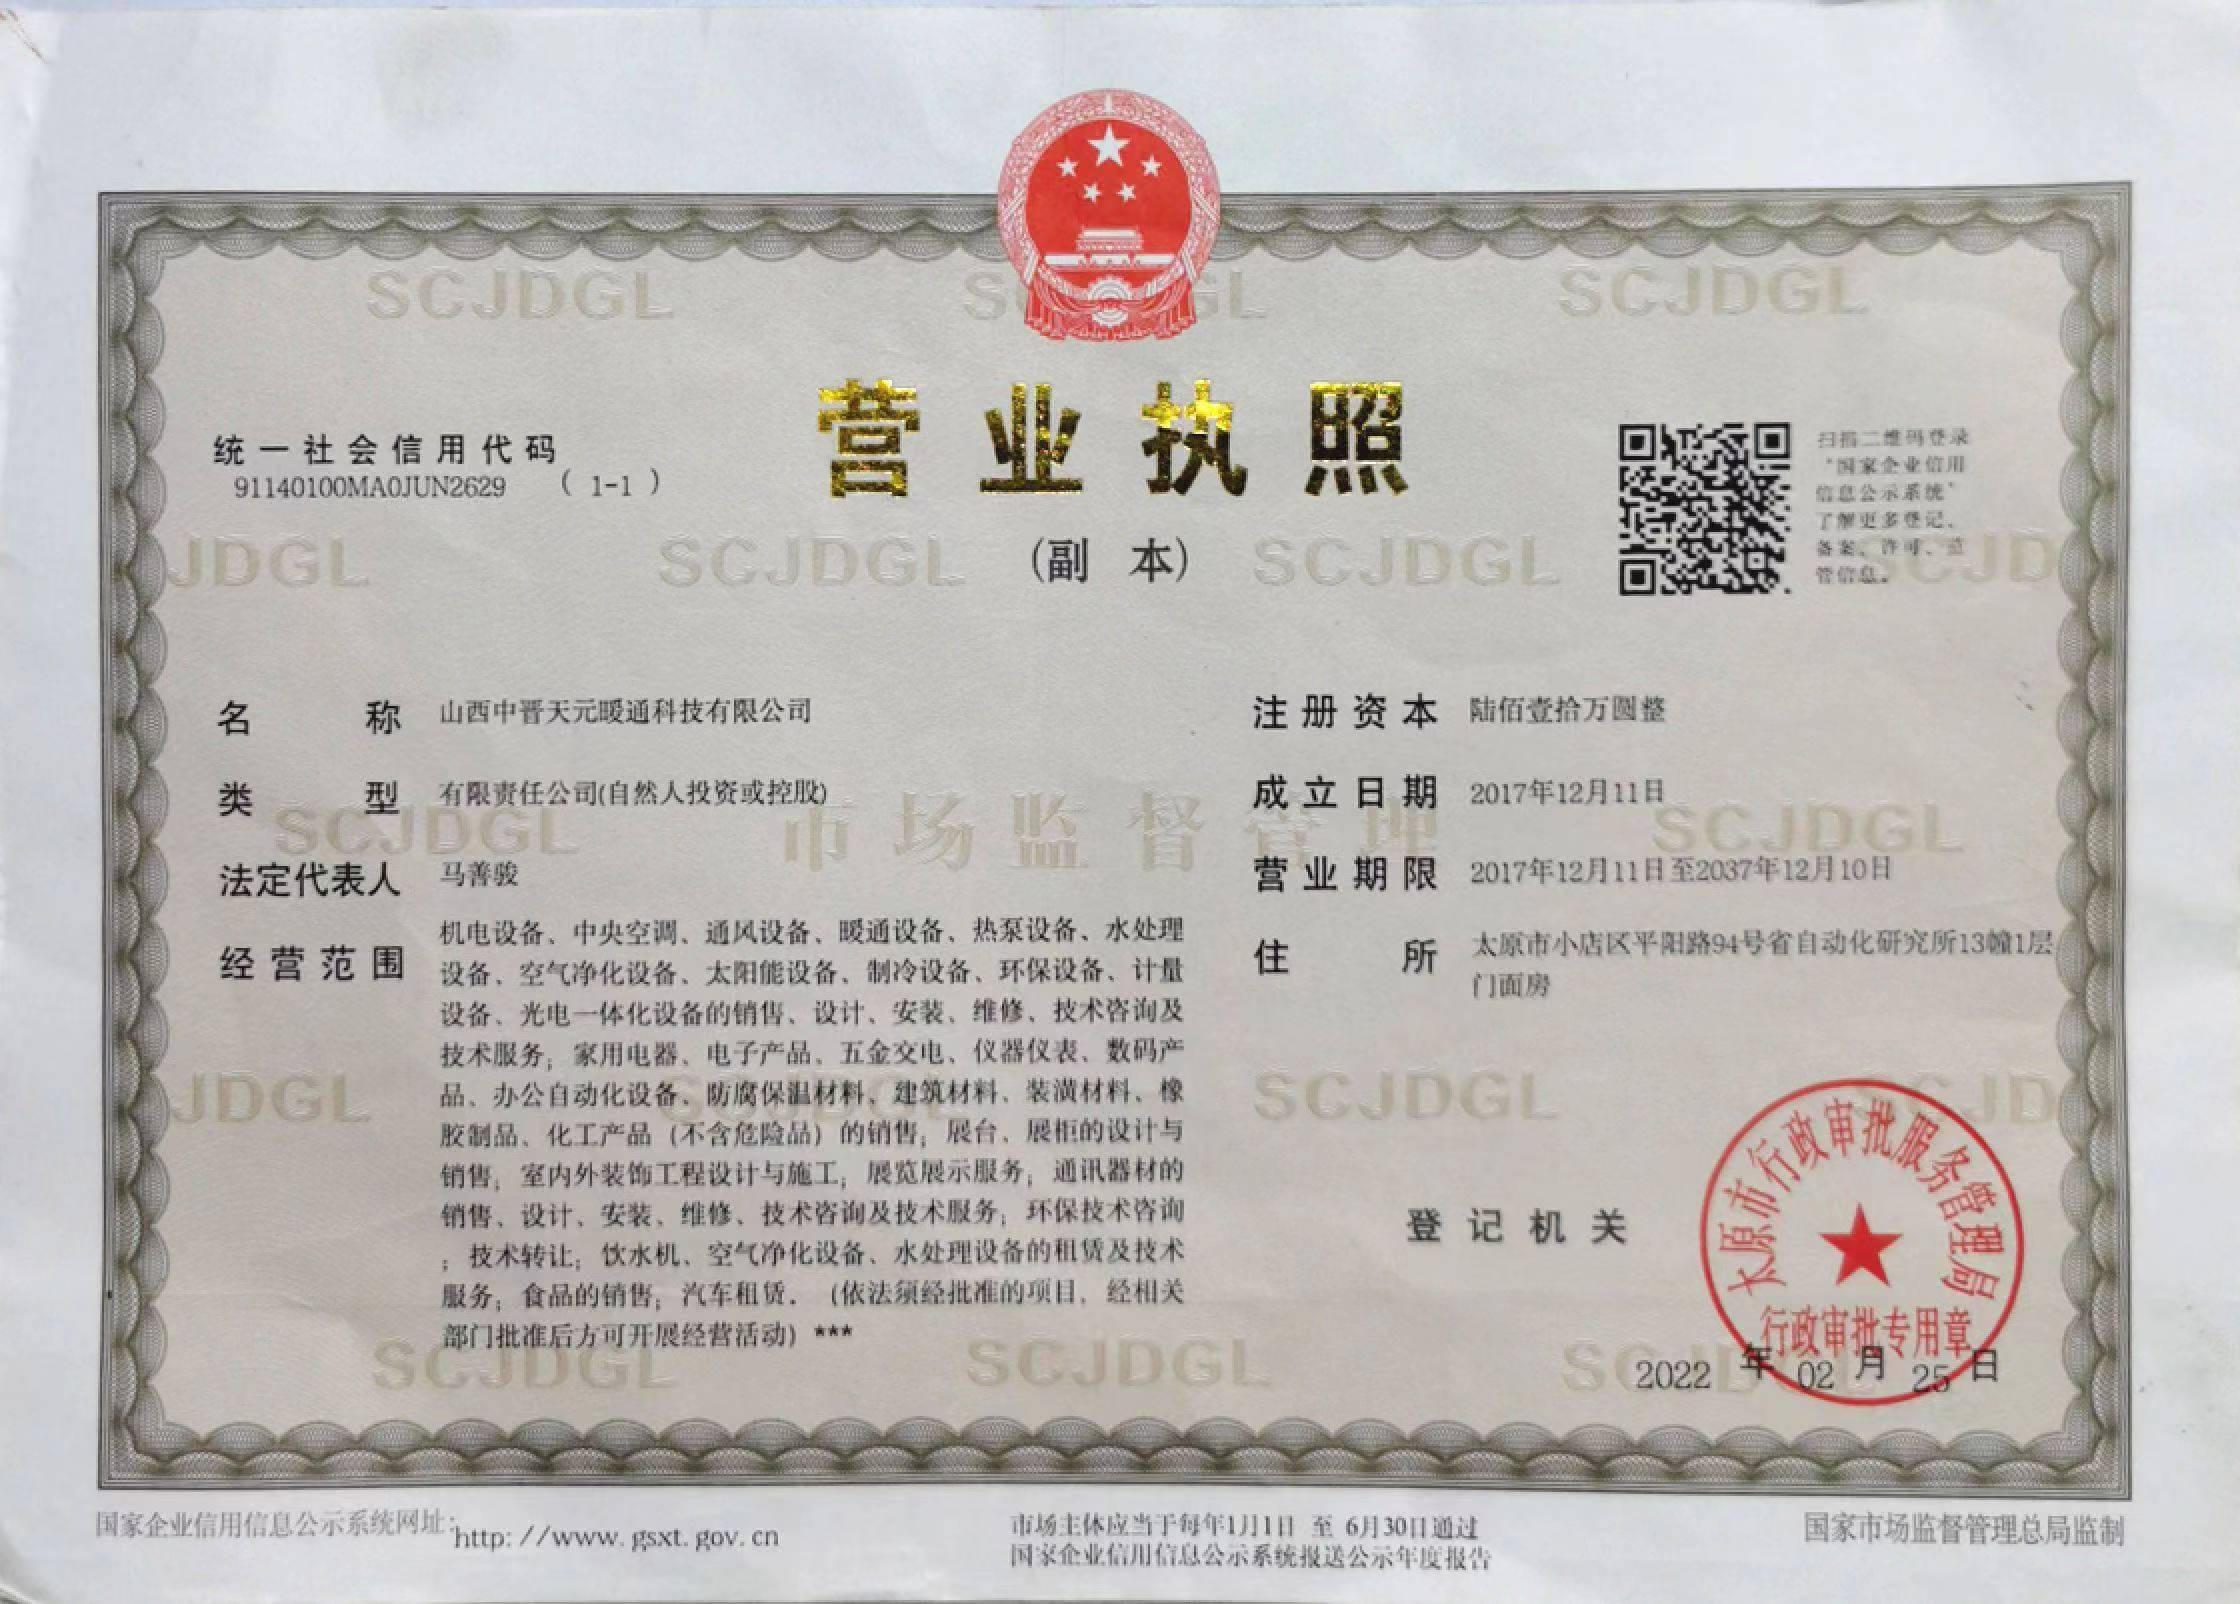 营业执照
(副 本)
统一社会信用代码
91140100MA0JUN2629 （ 1-1 ）
扫描二维码登录
“国家企业信用
信息公示系统”
了解更多登记、
备案、许可、监
管信息。
名 称 山西中晋天元暖通科技有限公司
类 型 有限责任公司(自然人投资或控股)
法定代表人 马善骏
经营范围 机电设备、中央空调、通风设备、暖通设备、热泵设备、水处理
设备、空气净化设备、太阳能设备、制冷设备、环保设备、计量
设备、光电一体化设备的销售、设计、安装、维修、技术咨询及
技术服务；家用电器、电子产品、五金交电、仪器仪表、数码产
品、办公自动化设备、防腐保温材料、建筑材料、装潢材料、橡
胶制品、化工产品（不含危险品）的销售；展台、展柜的设计与
销售；室内外装饰工程设计与施工；展览展示服务；通讯器材的
销售、设计、安装、维修、技术咨询及技术服务；环保技术咨询
；技术转让；饮水机、空气净化设备、水处理设备的租赁及技术
服务；食品的销售；汽车租赁。（依法须经批准的项目，经相关
部门批准后方可开展经营活动）***
注册资本 陆佰壹拾万圆整
成立日期 2017年12月11日
营业期限 2017年12月11日至2037年12月10日
住 所 太原市小店区平阳路94号省自动化研究所13幢1层
门面房
登记机关
太原市行政审批服务管理局
行政审批专用章
2022 年 02 月 25 日
SCJDGL
市场监督管理
国家企业信用信息公示系统网址：http://www.gsxt.gov.cn
市场主体应当于每年1月1日 至 6月30日通过
国家企业信用信息公示系统报送公示年度报告
国家市场监督管理总局监制